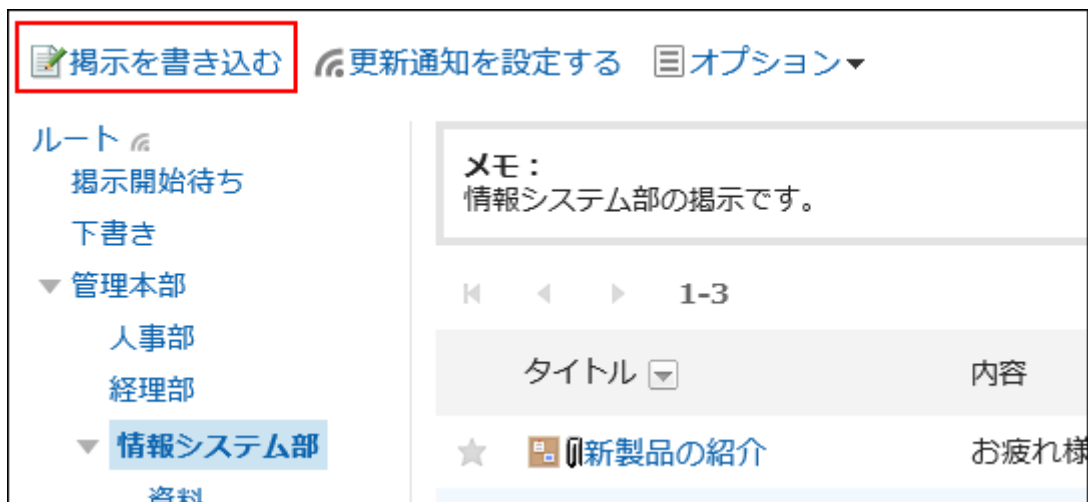 掲示を書き込む 更新通知を設定する オプション
ルート
掲示開始待ち
下書き
管理本部
人事部
経理部
情報システム部
資料
メモ：
情報システム部の掲示です。
1-3
タイトル 内容
新製品の紹介 お疲れ様